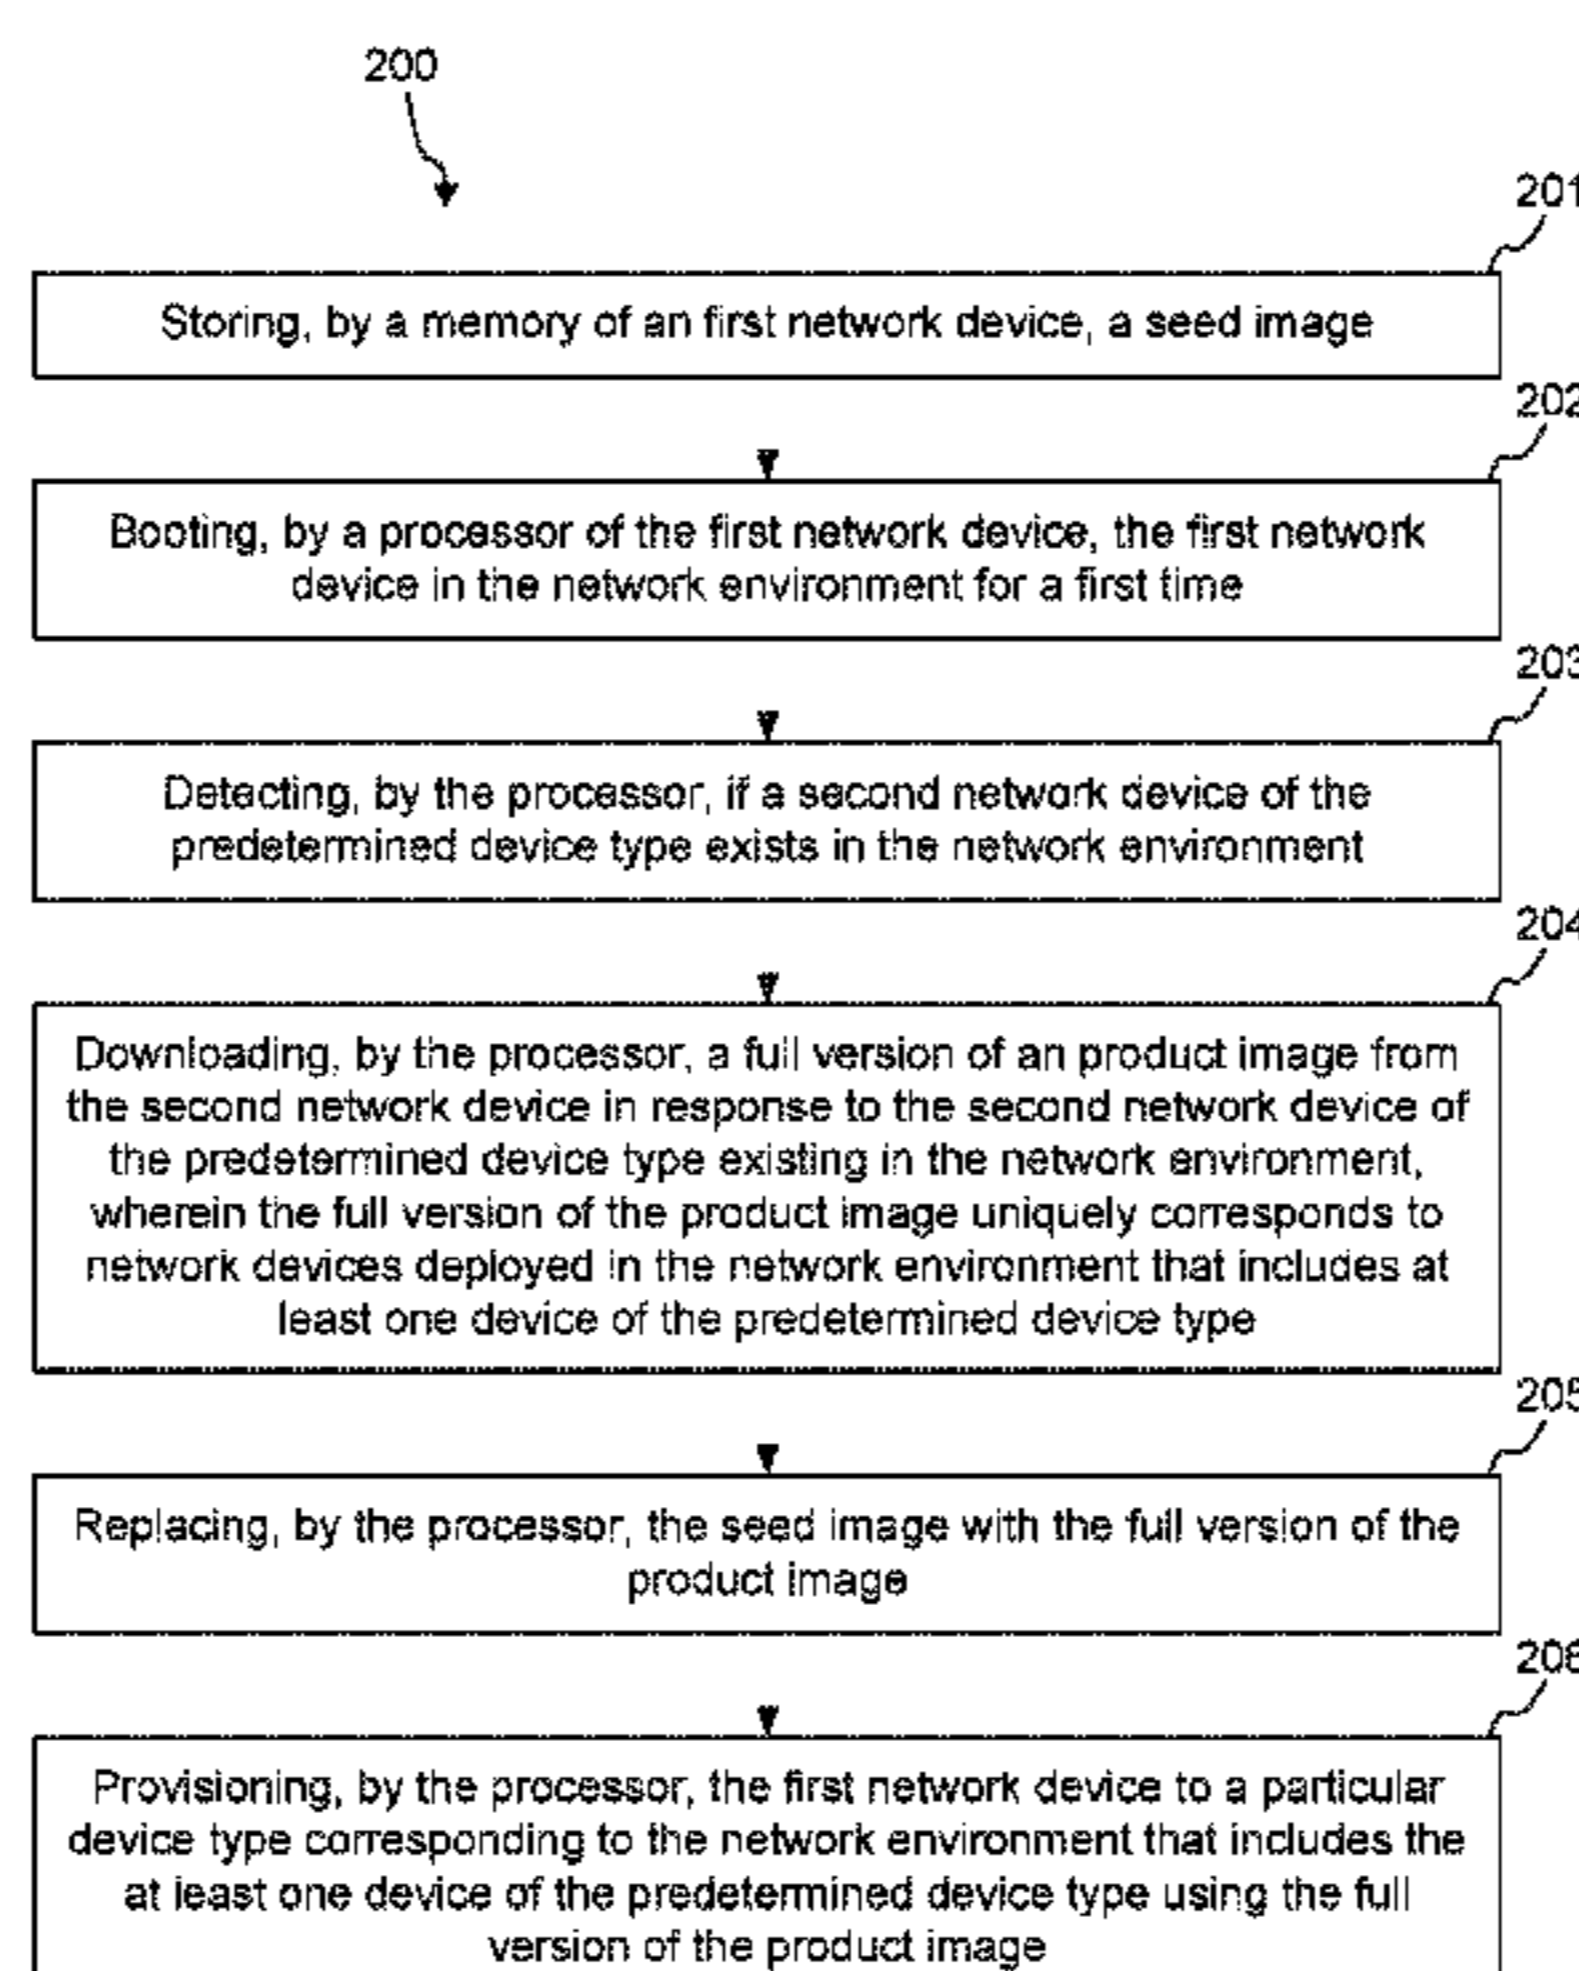 200
201
Storing, by a memory of an first network device, a seed image
202
Booting, by a processor of the first network device, the first network
device in the network environment for a first time
203
Detecting, by the processor, if a second network device of the
predetermined device type exists in the network environment
204
Downloading, by the processor, a full version of an product image from
the second network device in response to the second network device of
the predetermined device type existing in the network environment,
wherein the full version of the product image uniquely corresponds to
network devices deployed in the network environment that includes at
least one device of the predetermined device type
205
Replacing, by the processor, the seed image with the full version of the
product image
206
Provisioning, by the processor, the first network device to a particular
device type corresponding to the network environment that includes the
at least one device of the predetermined device type using the full
version of the product image